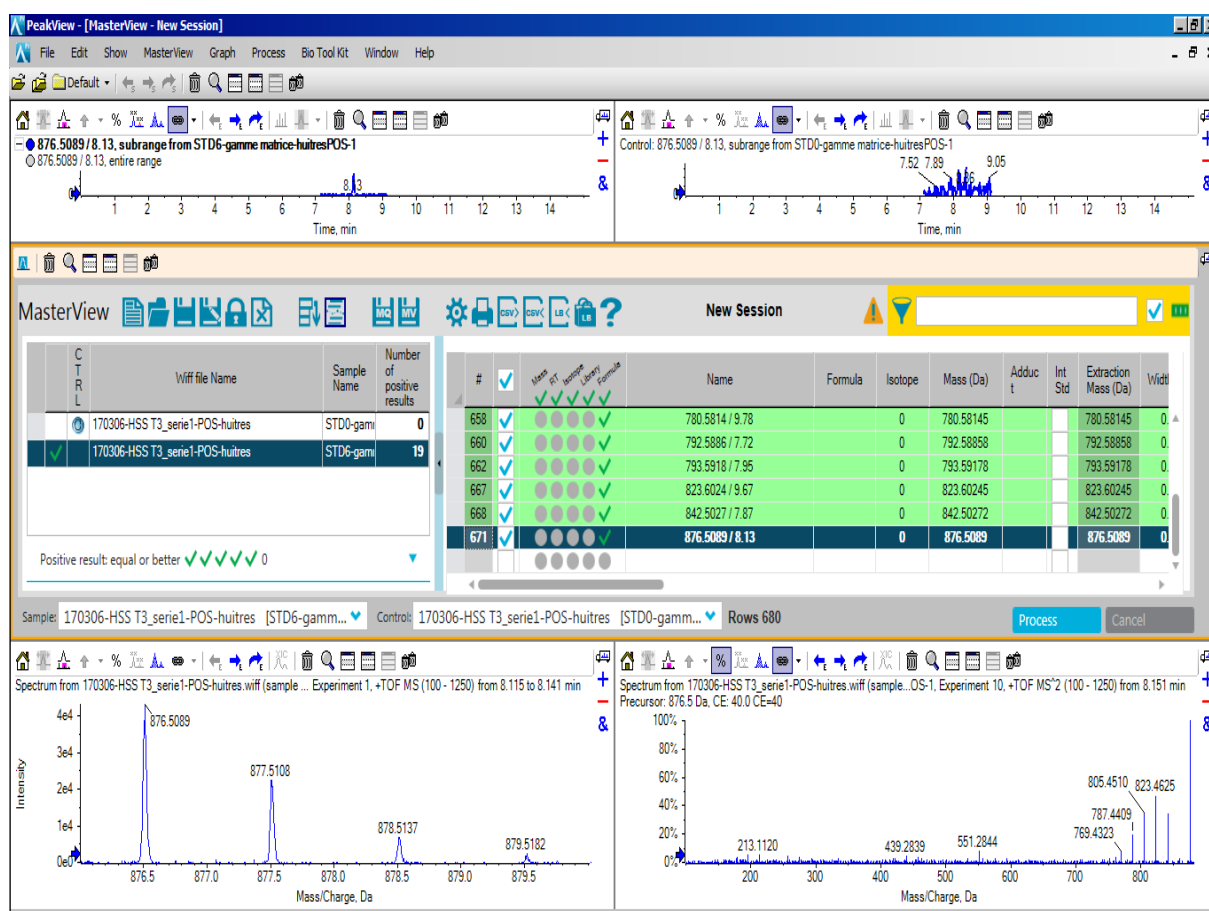 PeakView - [MasterView - New Session]
File Edit Show MasterView Graph Process Bio Tool Kit Window Help
Default
876.5089 / 8.13, subrange from STD6-gamme matrice-huitresPOS-1
876.5089 / 8.13, entire range
8.13
0
1 2 3 4 5 6 7 8 9 10 11 12 13 14
Time, min
Control: 876.5089 / 8.13, subrange from STD0-gamme matrice-huitresPOS-1
7.52 7.89 9.05
0
1 2 3 4 5 6 7 8 9 10 11 12 13 14
Time, min
MasterView MQ MV CSV> CSV< LB < LB ? New Session
CTRL Wiff file Name Sample Name Number of positive results
170306-HSS T3_serie1-POS-huitres STD0-gam 0
170306-HSS T3_serie1-POS-huitres STD6-gam 19
Positive result: equal or better 0
# Mass RT Isotope Library Formula Name Formula Isotope Mass (Da) Adduct Int Std Extraction Mass (Da) Widt
658 780.5814 / 9.78 0 780.58145 780.58145 0.
660 792.5886 / 7.72 0 792.58858 792.58858 0.
662 793.5918 / 7.95 0 793.59178 793.59178 0.
667 823.6024 / 9.67 0 823.60245 823.60245 0.
668 842.5027 / 7.87 0 842.50272 842.50272 0.
671 876.5089 / 8.13 0 876.5089 876.5089 0.
Sample: 170306-HSS T3_serie1-POS-huitres [STD6-gamm... Control: 170306-HSS T3_serie1-POS-huitres [STD0-gamm... Rows 680 Process Cancel
Spectrum from 170306-HSS T3_serie1-POS-huitres.wiff (sample ... Experiment 1, +TOF MS (100 - 1250) from 8.115 to 8.141 min
Intensity
4e4
3e4
2e4
1e4
0e0
876.5089
877.5108
878.5137
879.5182
876.5 877.0 877.5 878.0 878.5 879.0 879.5
Mass/Charge, Da
Spectrum from 170306-HSS T3_serie1-POS-huitres.wiff (sample...OS-1, Experiment 10, +TOF MS^2 (100 - 1250) from 8.151 min
Precursor: 876.5 Da, CE: 40.0 CE=40
100%
80%
60%
40%
20%
0%
213.1120
439.2839
551.2844
769.4323
787.4409
805.4510
823.4625
200 300 400 500 600 700 800
Mass/Charge, Da